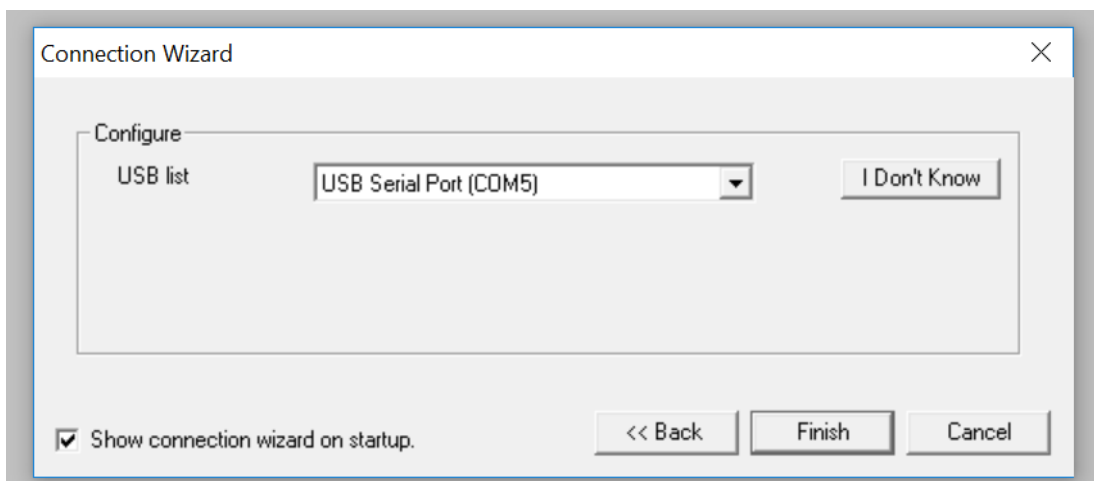 Connection Wizard
Configure
USB list
USB Serial Port (COM5)
I Don't Know
Show connection wizard on startup.
<< Back
Finish
Cancel